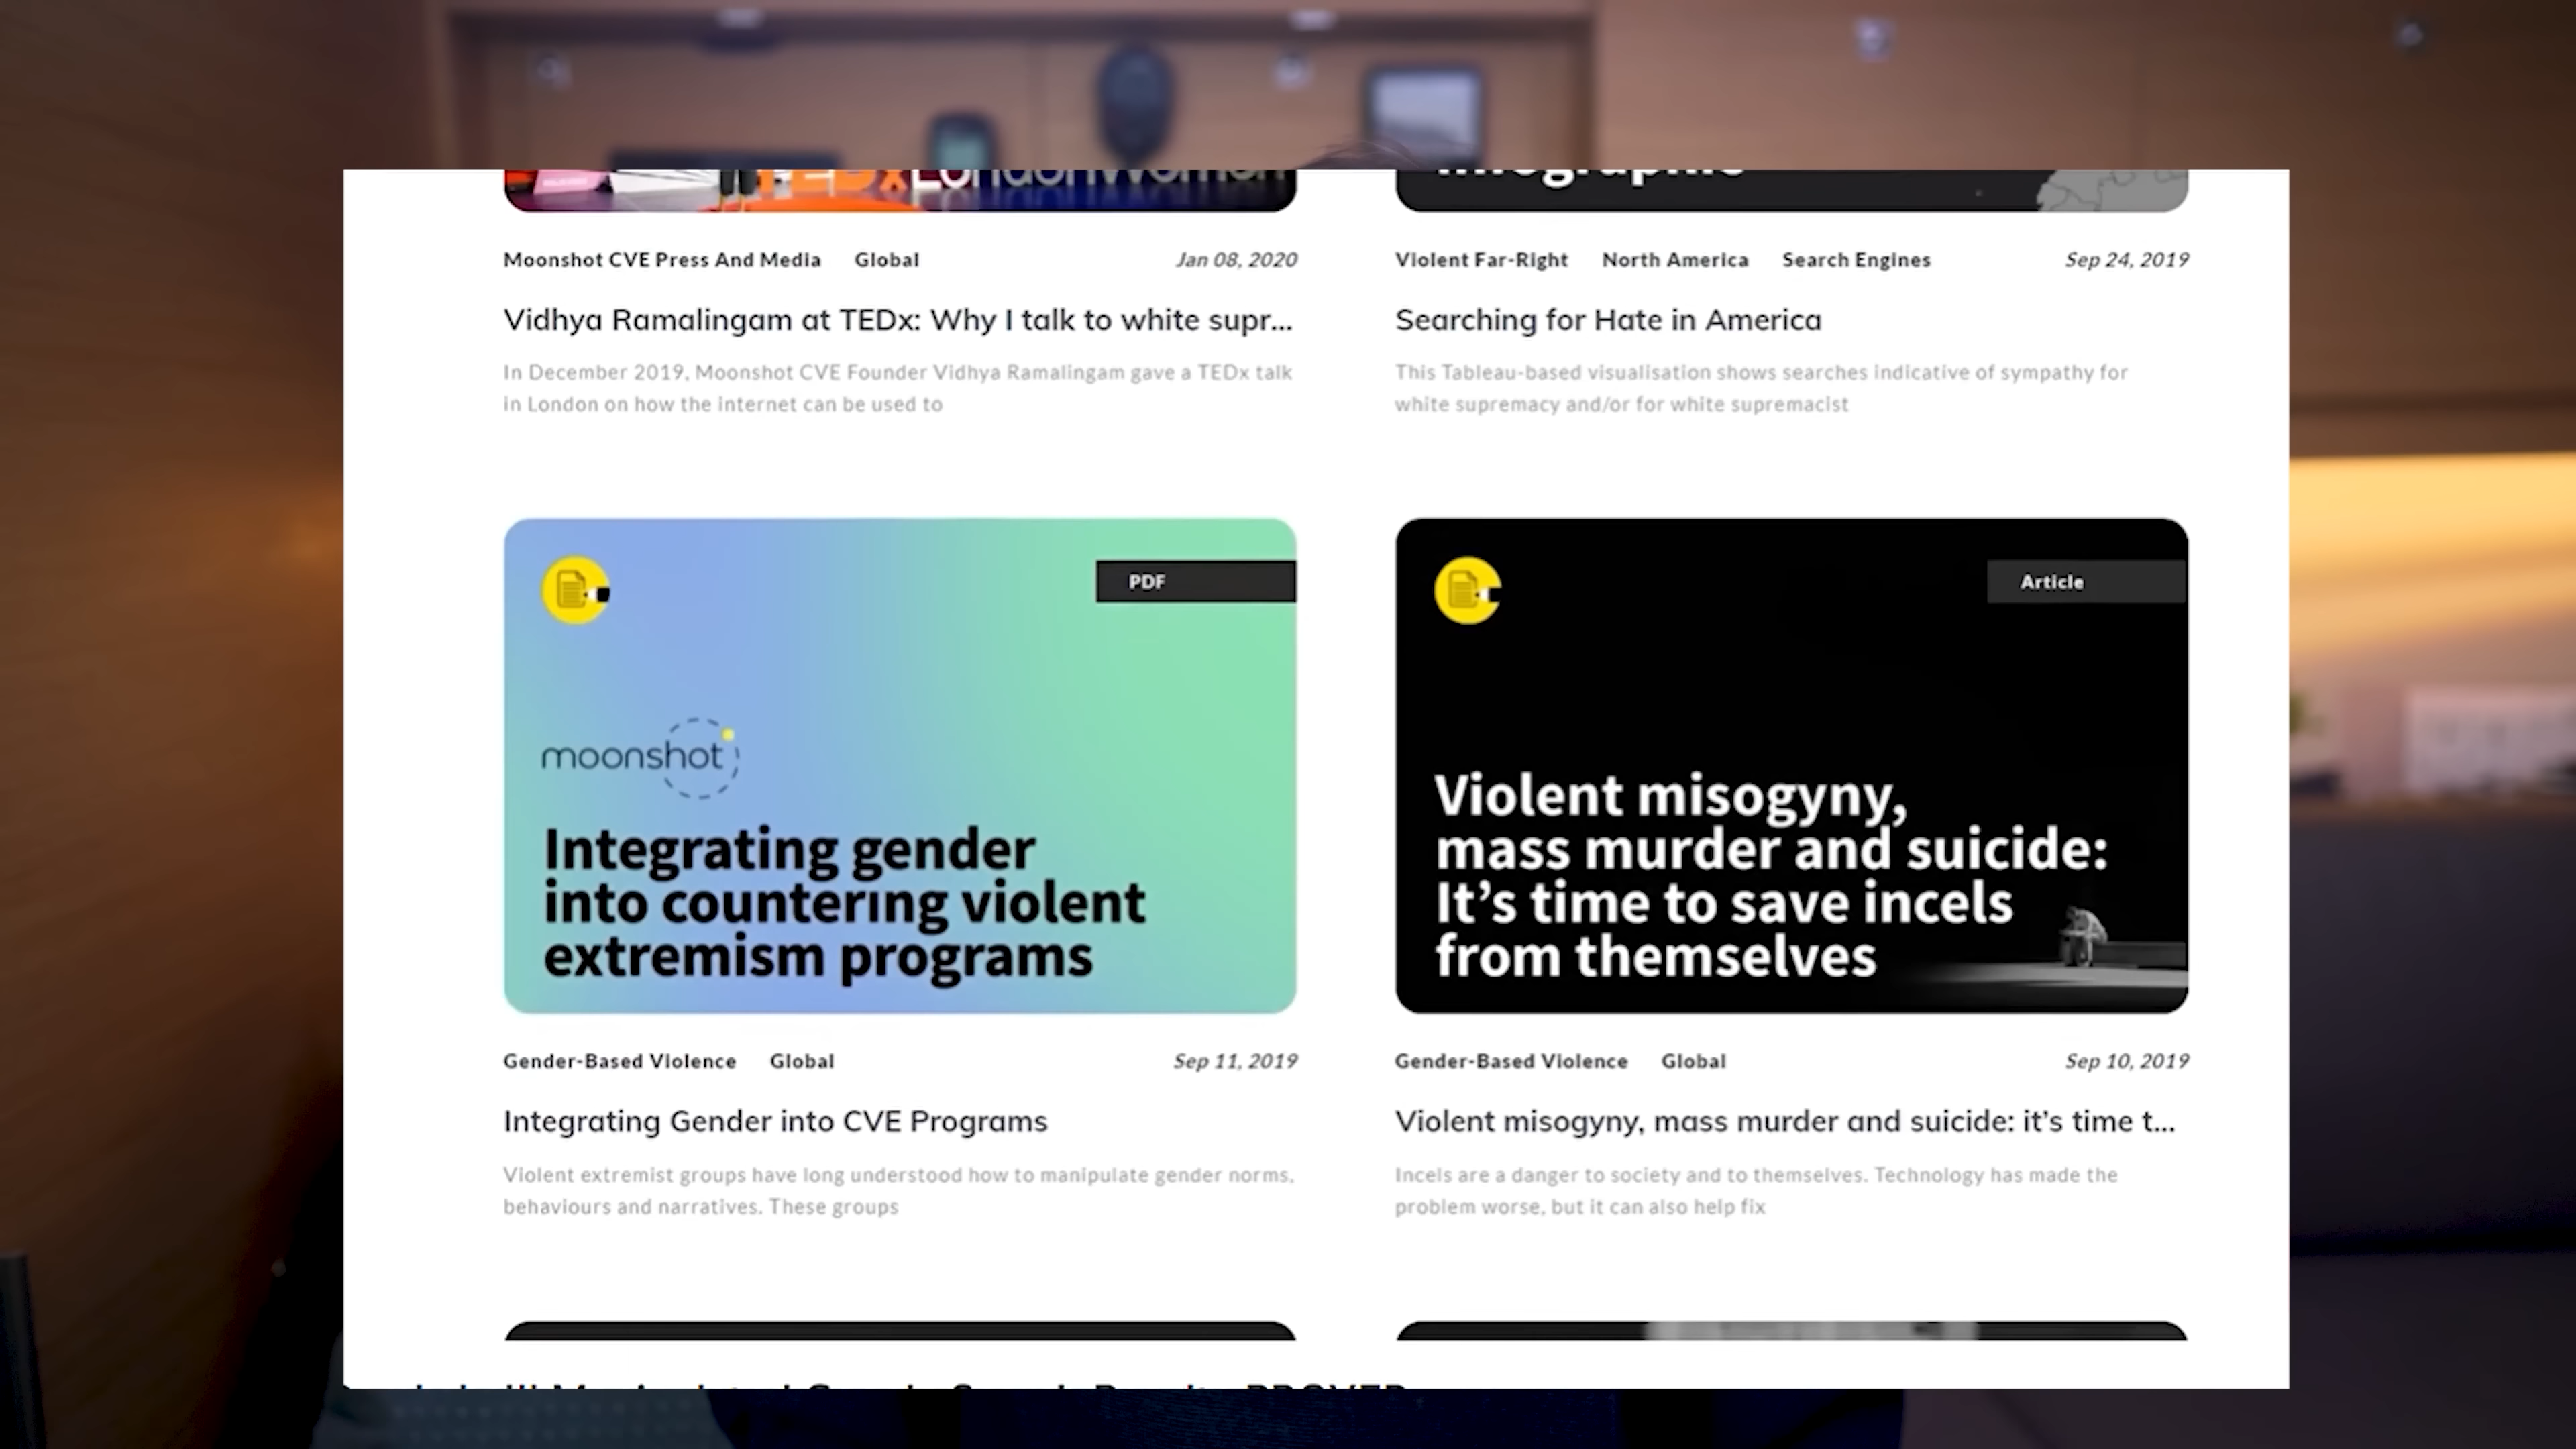 TEDxLondonWomen
infographic
Moonshot CVE Press And Media Global Jan 08, 2020
Vidhya Ramalingam at TEDx: Why I talk to white supr...
In December 2019, Moonshot CVE Founder Vidhya Ramalingam gave a TEDx talk
in London on how the internet can be used to
Violent Far-Right North America Search Engines Sep 24, 2019
Searching for Hate in America
This Tableau-based visualisation shows searches indicative of sympathy for
white supremacy and/or for white supremacist
PDF
moonshot
Integrating gender
into countering violent
extremism programs
Gender-Based Violence Global Sep 11, 2019
Integrating Gender into CVE Programs
Violent extremist groups have long understood how to manipulate gender norms,
behaviours and narratives. These groups
Article
Violent misogyny,
mass murder and suicide:
It's time to save incels
from themselves
Gender-Based Violence Global Sep 10, 2019
Violent misogyny, mass murder and suicide: it's time t...
Incels are a danger to society and to themselves. Technology has made the
problem worse, but it can also help fix